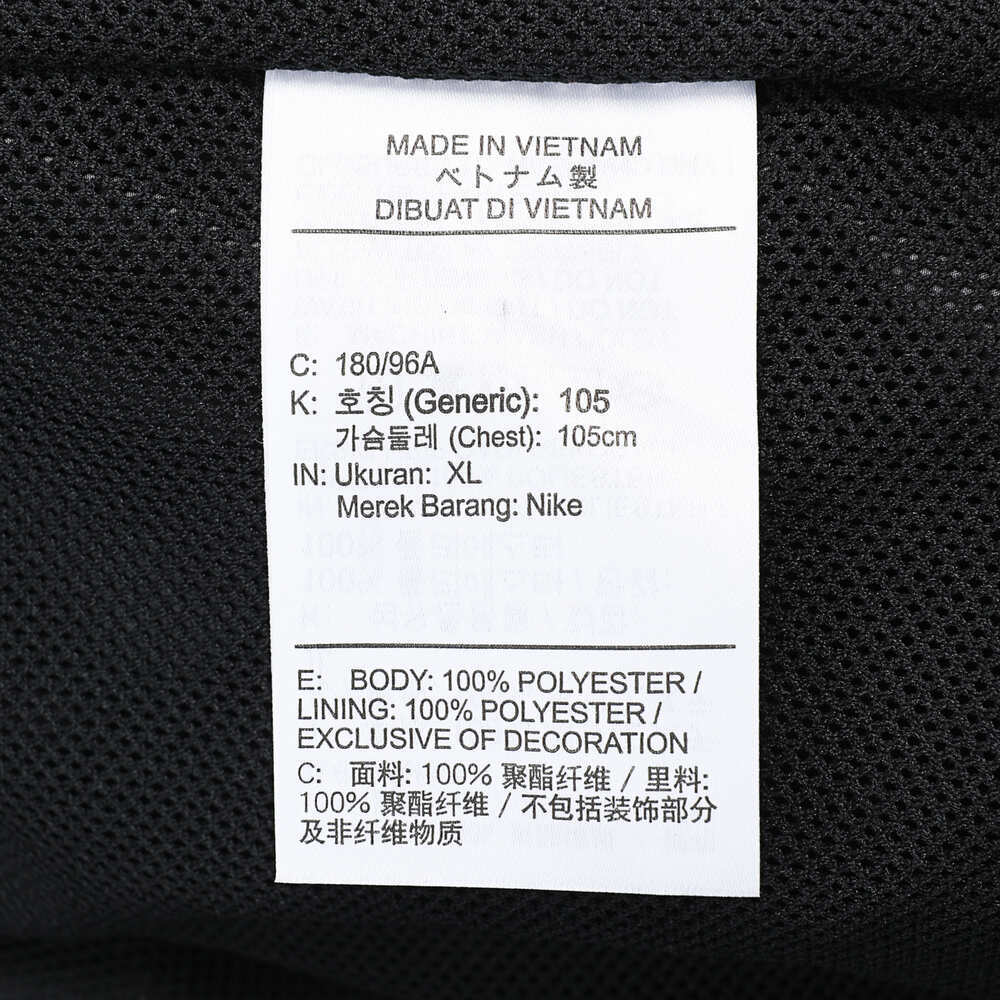 MADE IN VIETNAM
ベトナム製
DIBUAT DI VIETNAM
C: 180/96A
K: 호칭 (Generic): 105
가슴둘레 (Chest): 105cm
IN: Ukuran: XL
Merek Barang: Nike
E: BODY: 100% POLYESTER /
LINING: 100% POLYESTER /
EXCLUSIVE OF DECORATION
C: 面料: 100% 聚酯纤维 / 里料:
100% 聚酯纤维 / 不包括装饰部分
及非纤维物质